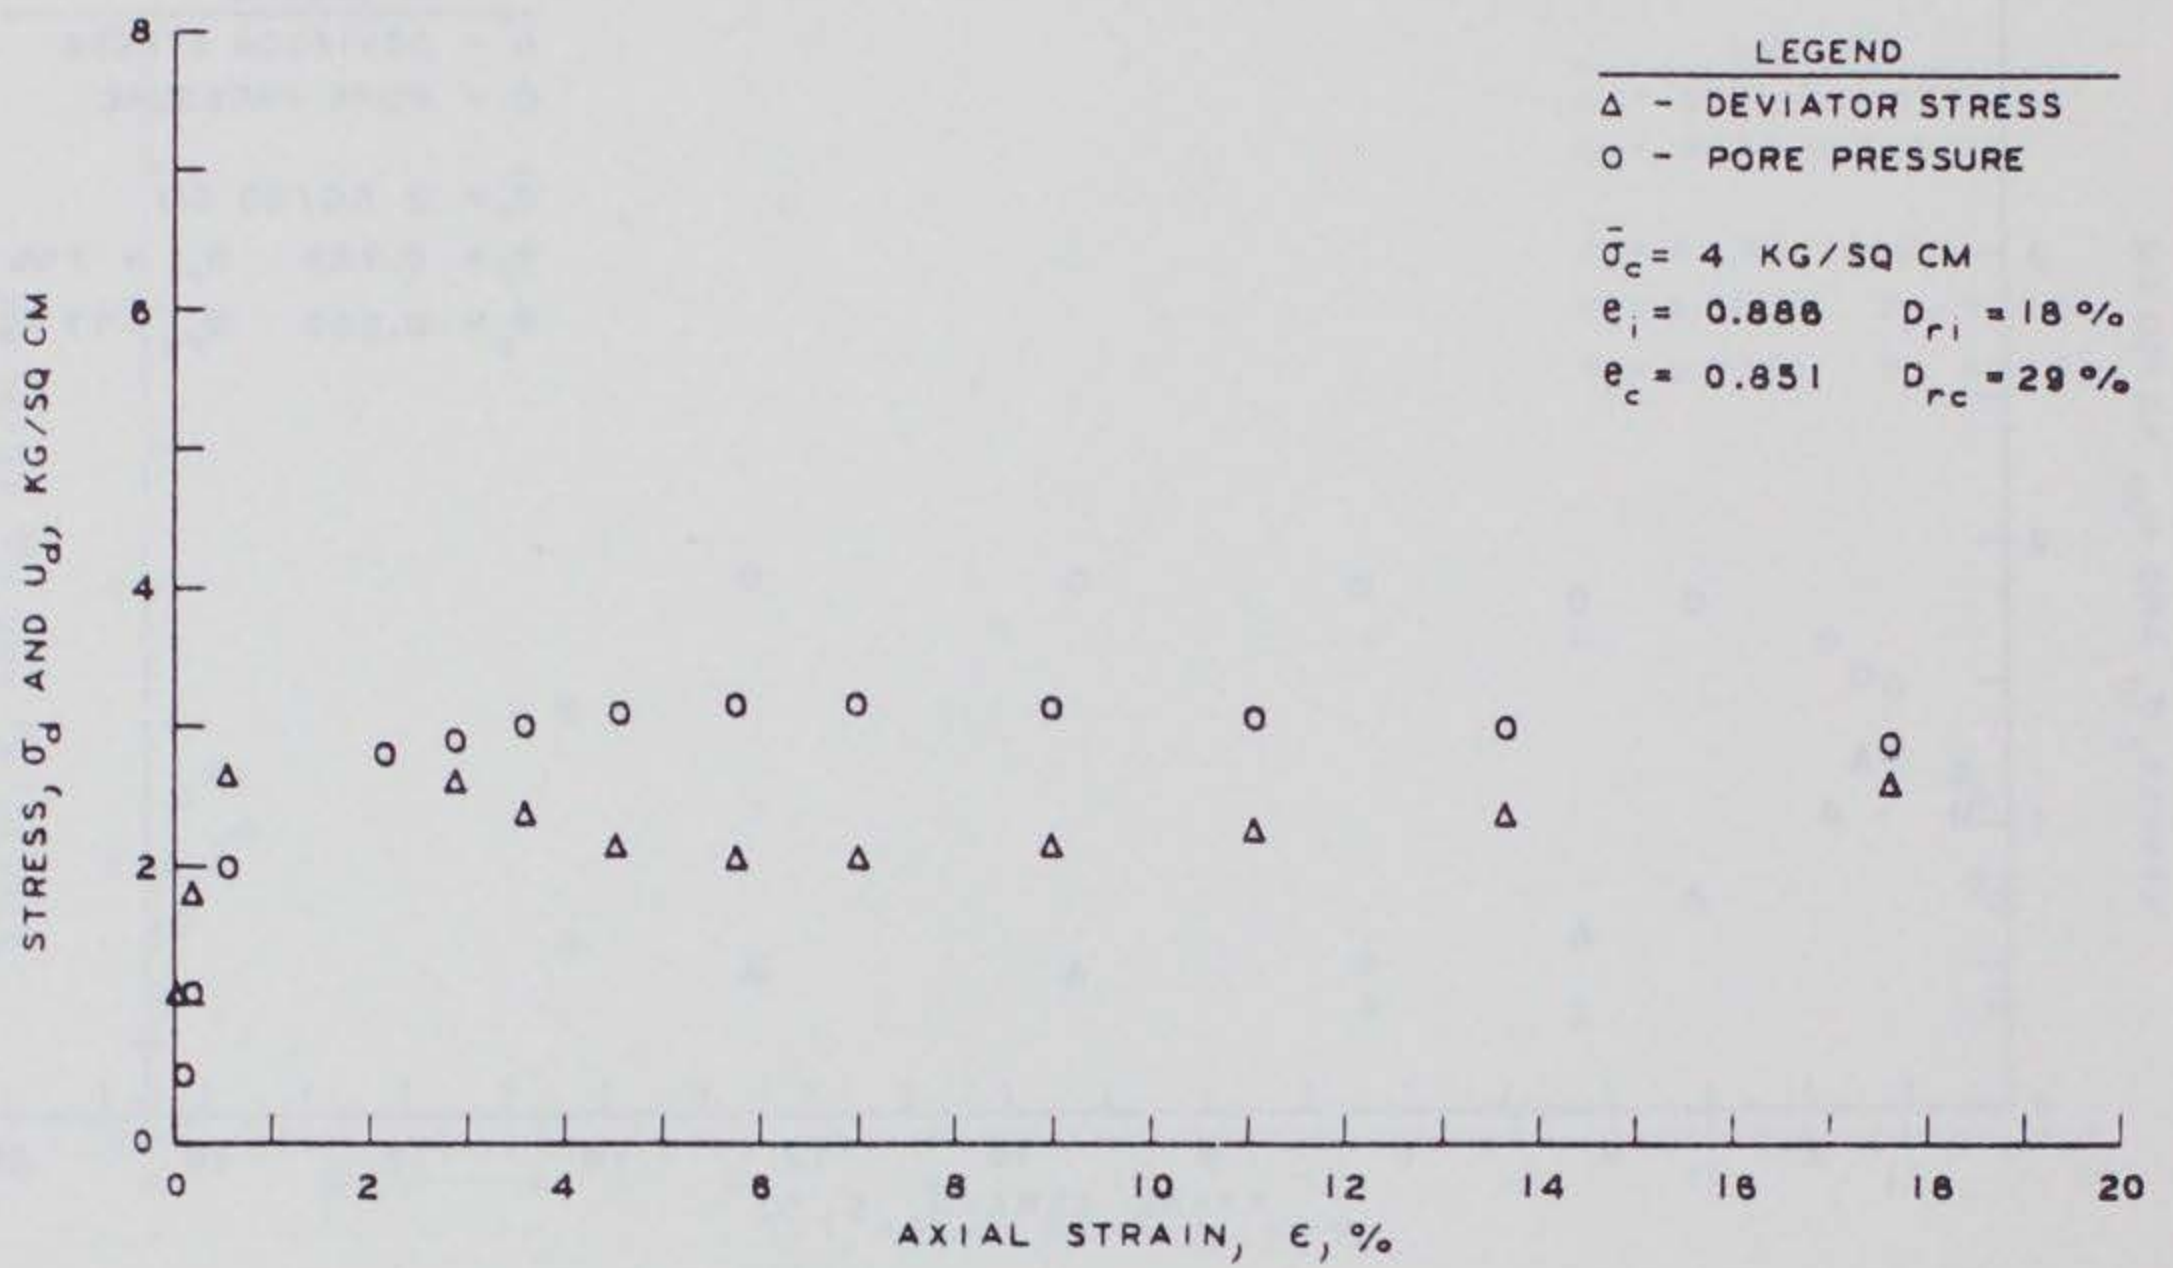 LEGEND
Δ - DEVIATOR STRESS
O - PORE PRESSURE
σ̄c = 4 KG/SQ CM
ei = 0.886 Dri = 18 %
ec = 0.851 Drc = 29 %
8
6
4
2
0
STRESS, σd AND ud, KG/SQ CM
0 2 4 6 8 10 12 14 16 18 20
AXIAL STRAIN, ε, %